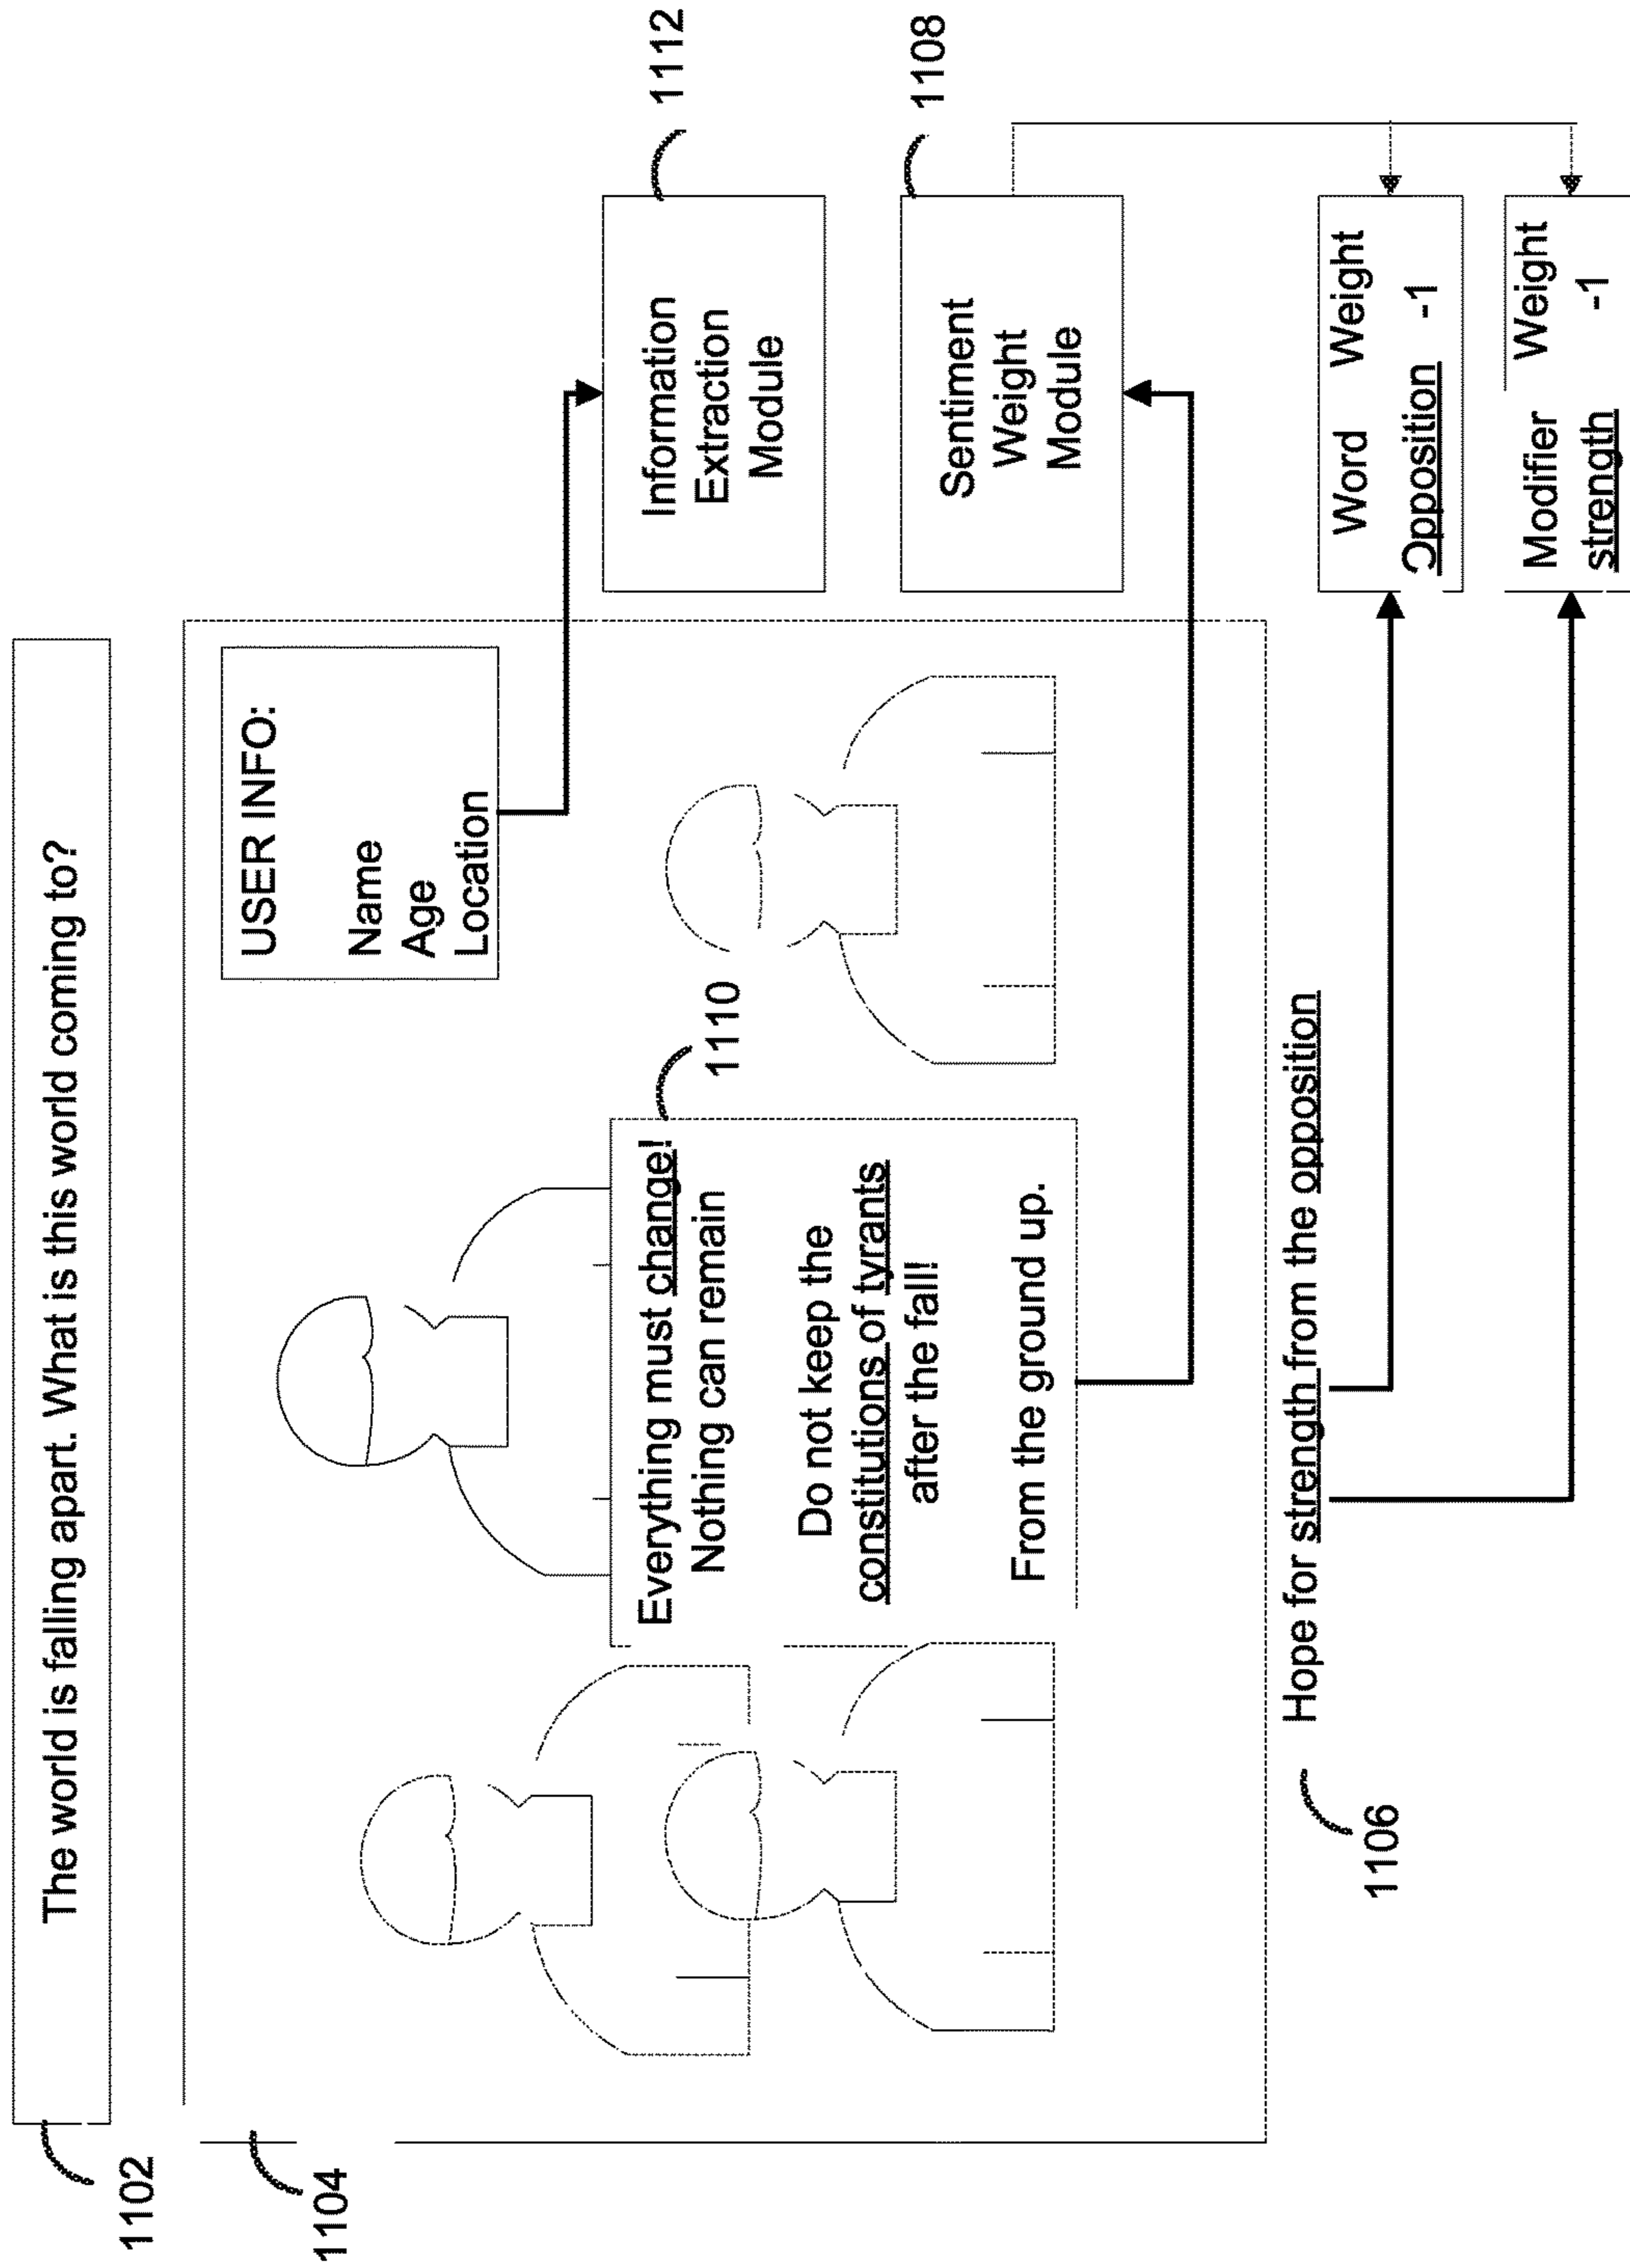 The world is falling apart. What is this world coming to?
1102
1104
USER INFO:
Name
Age
Location
1110
Everything must change!
Nothing can remain
Do not keep the
constitutions of tyrants
after the fall!
From the ground up.
Information
Extraction
Module
1112
Sentiment
Weight
Module
1108
1106
Hope for strength from the opposition
Word Weight
Opposition -1
Modifier Weight
strength -1